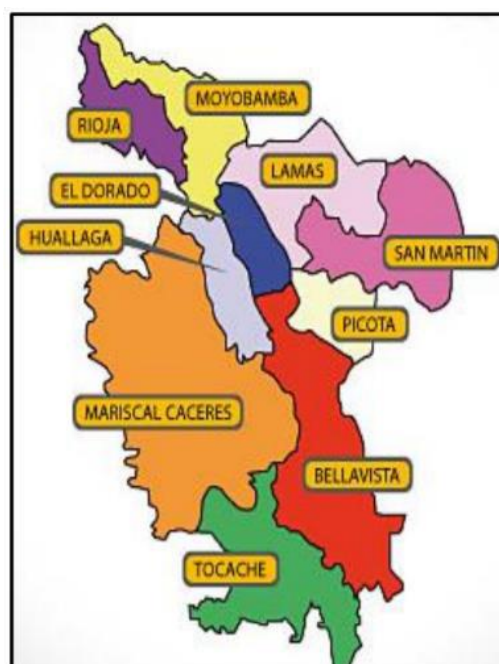 MOYOBAMBA
RIOJA
LAMAS
EL DORADO
HUALLAGA
SAN MARTIN
PICOTA
MARISCAL CACERES
BELLAVISTA
TOCACHE